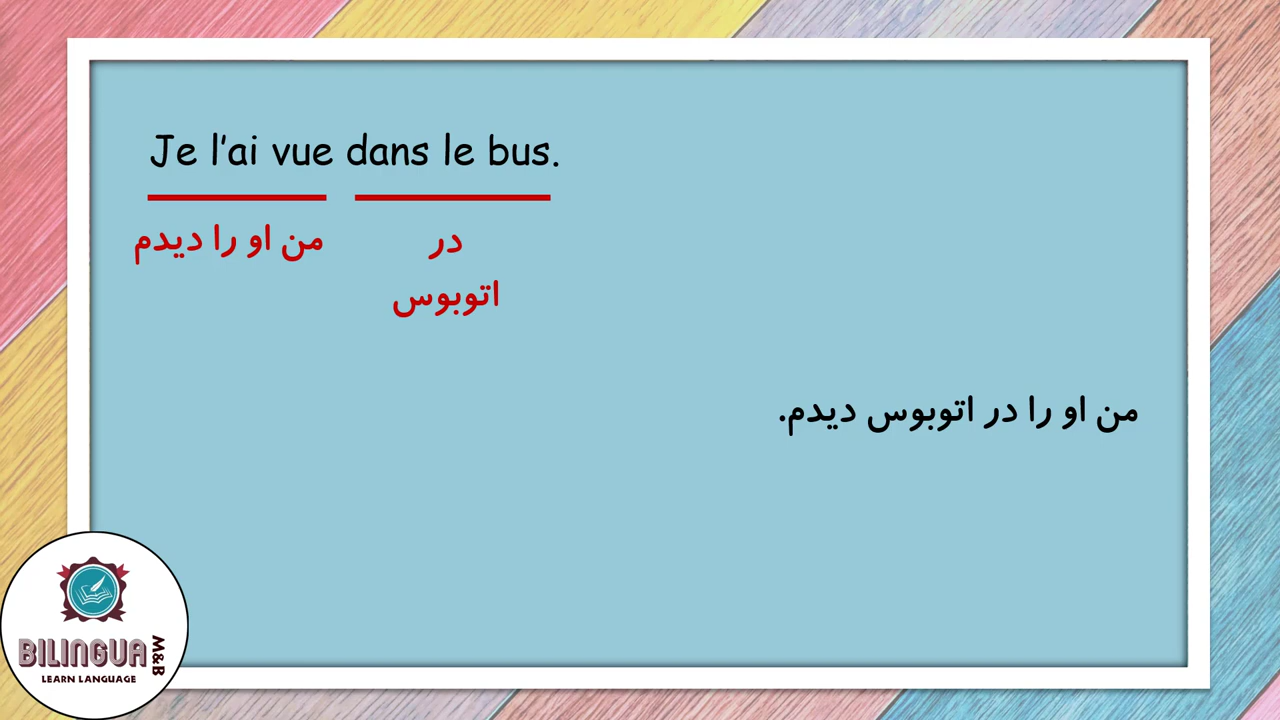 Je l'ai vue dans le bus.
من او را دیدم
در
اتوبوس
من او را در اتوبوس دیدم.
BILINGUA M&B
LEARN LANGUAGE